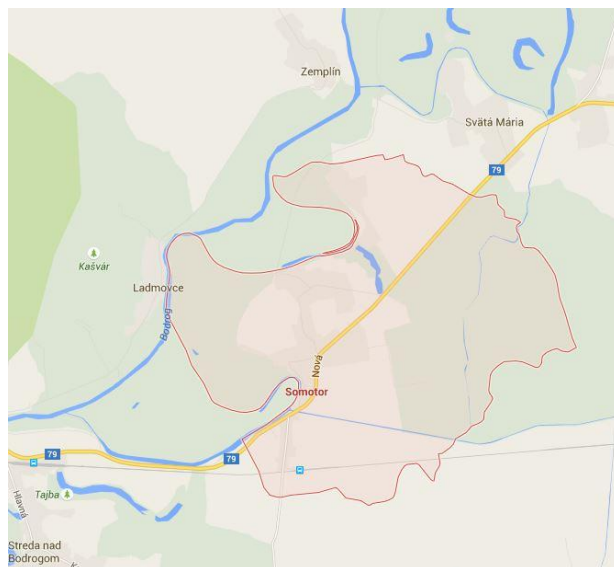 Zemplín
Svätá Mária
79
Kašvár
Ladmovce
Bodrog
Nová
Somotor
79
79
Tajba
Hlavná
Streda nad
Bodrogom